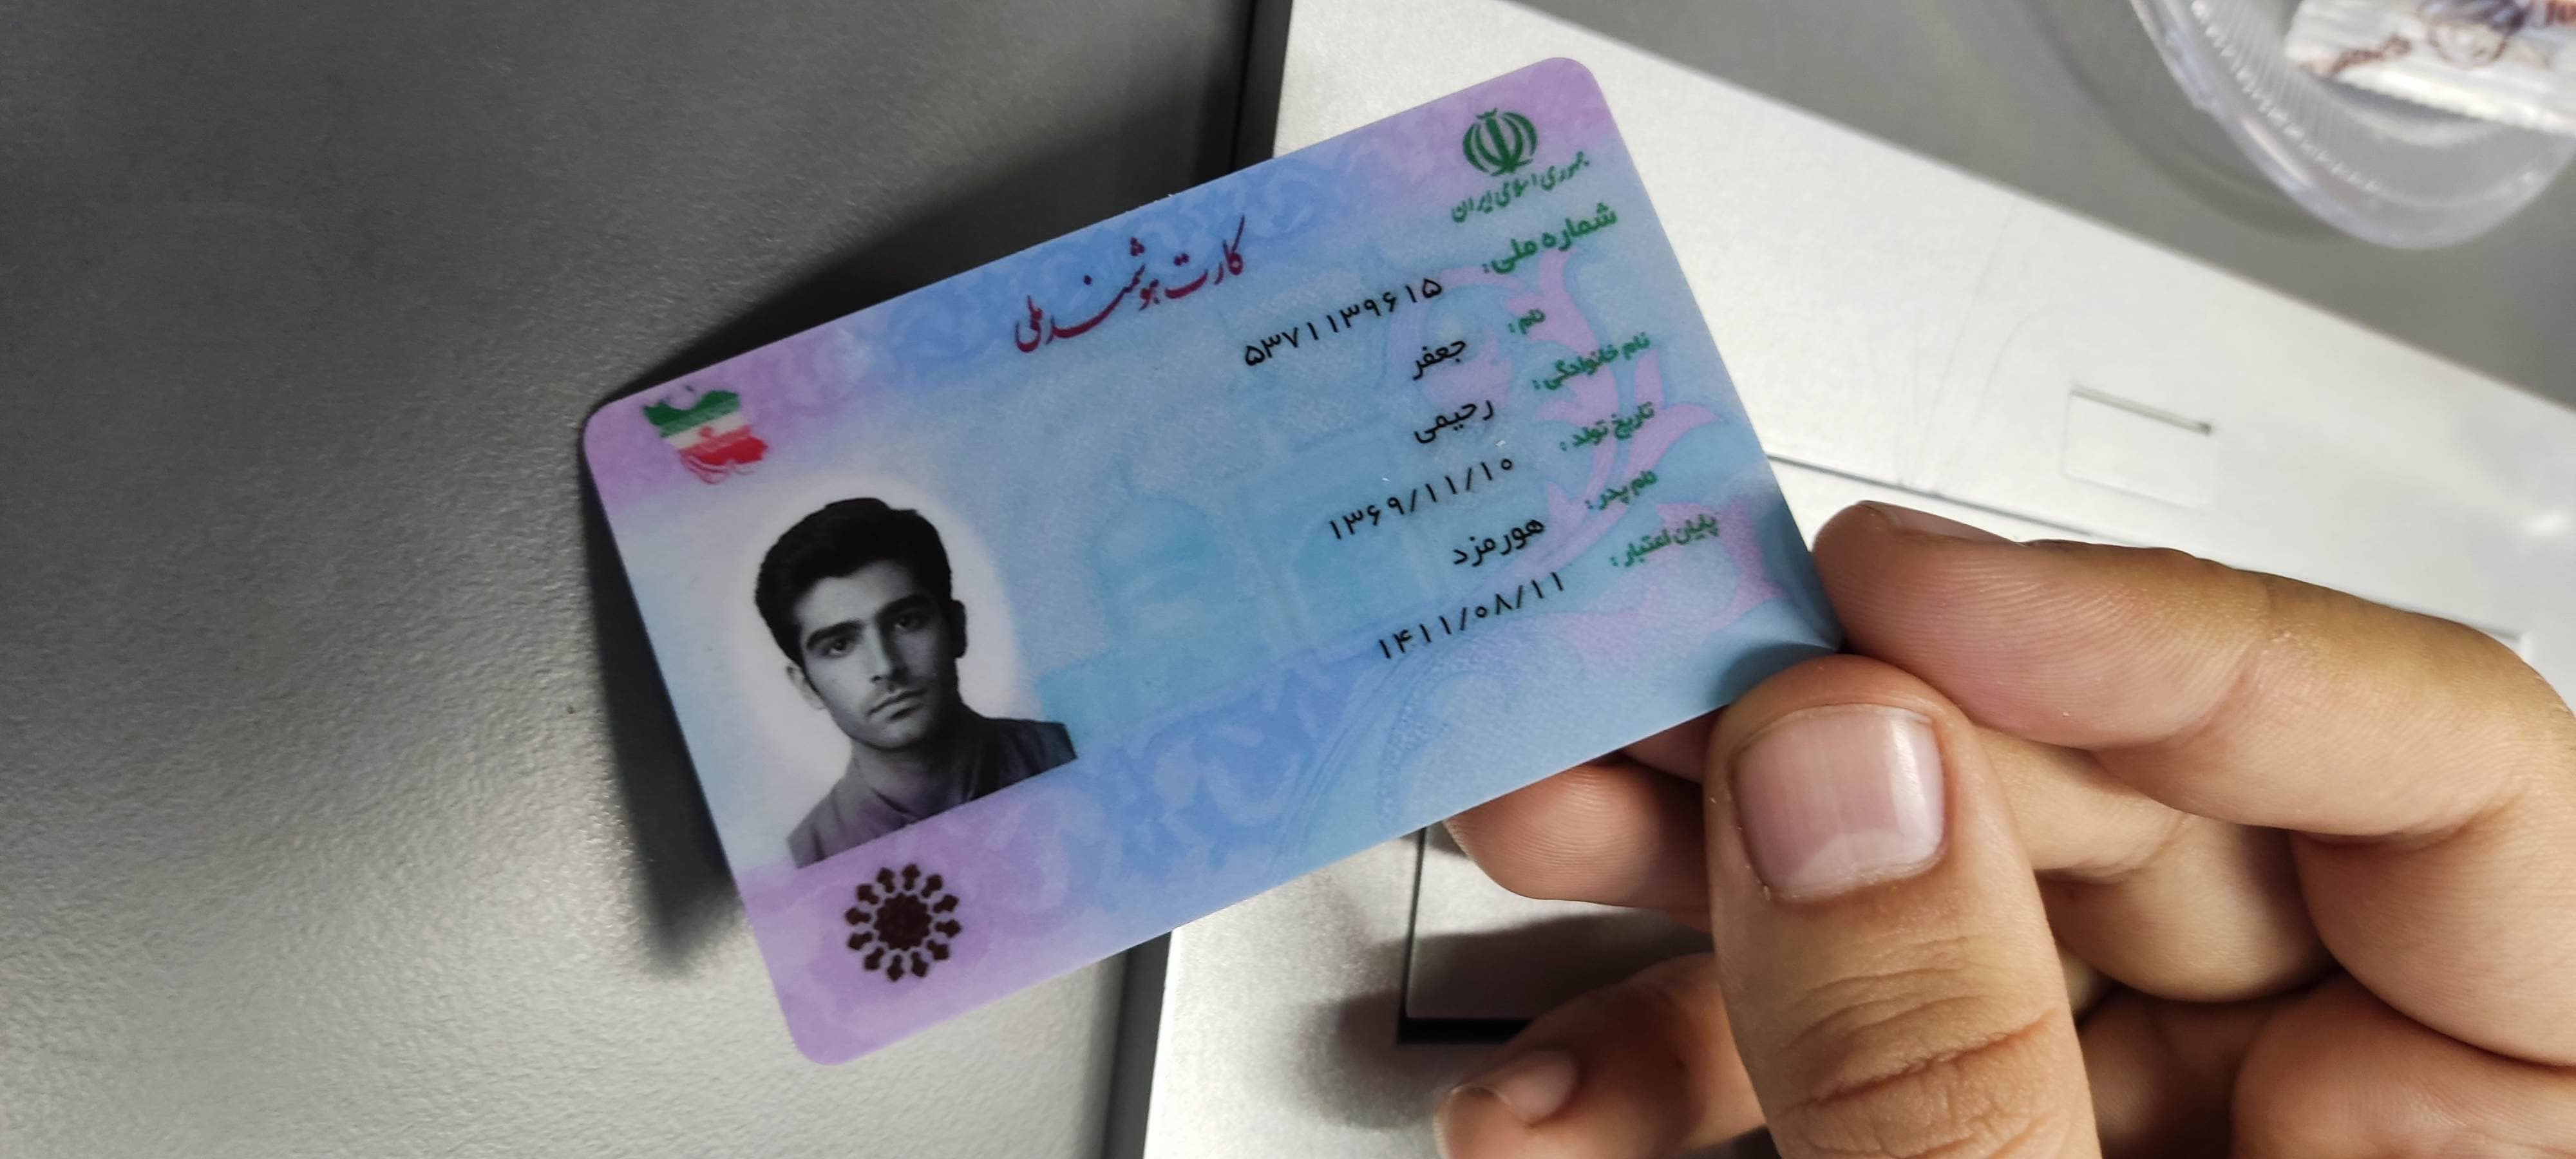 جمهوری اسلامی ایران
کارت هوشمند ملی
شماره ملی: ۵۳۷۱۱۳۹۶۱۵
نام: جعفر
نام خانوادگی: رحیمی
تاریخ تولد: ۱۳۶۹/۱۱/۱۰
نام پدر: هورمزد
پایان اعتبار: ۱۴۱۱/۰۸/۱۱